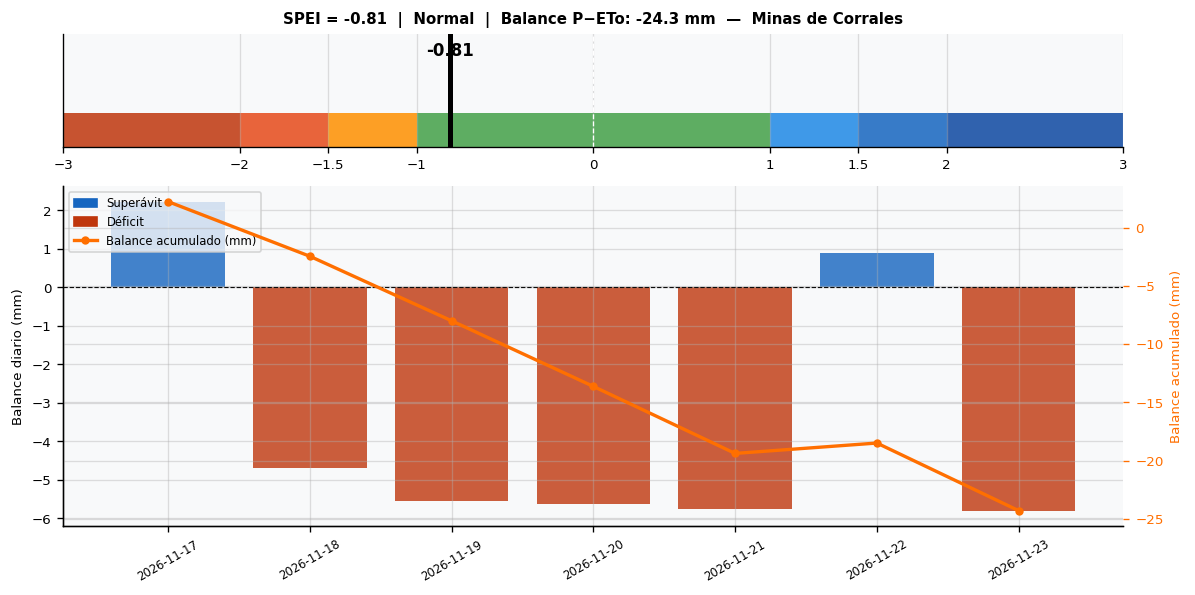 SPEI = -0.81  |  Normal  |  Balance P−ETo: -24.3 mm  —  Minas de Corrales
-0.81
−3 −2 −1.5 −1 0 1 1.5 2 3
Superávit
Déficit
Balance acumulado (mm)
Balance diario (mm)
2
1
0
−1
−2
−3
−4
−5
−6
0
−5
−10
−15
−20
−25
Balance acumulado (mm)
2026-11-17 2026-11-18 2026-11-19 2026-11-20 2026-11-21 2026-11-22 2026-11-23